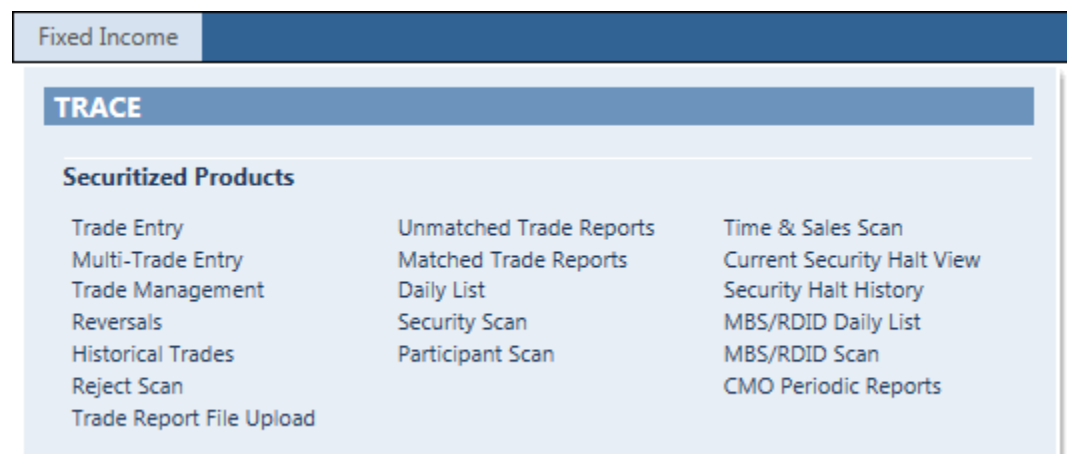 Fixed Income
TRACE
Securitized Products
Trade Entry
Multi-Trade Entry
Trade Management
Reversals
Historical Trades
Reject Scan
Trade Report File Upload
Unmatched Trade Reports
Matched Trade Reports
Daily List
Security Scan
Participant Scan
Time & Sales Scan
Current Security Halt View
Security Halt History
MBS/RDID Daily List
MBS/RDID Scan
CMO Periodic Reports